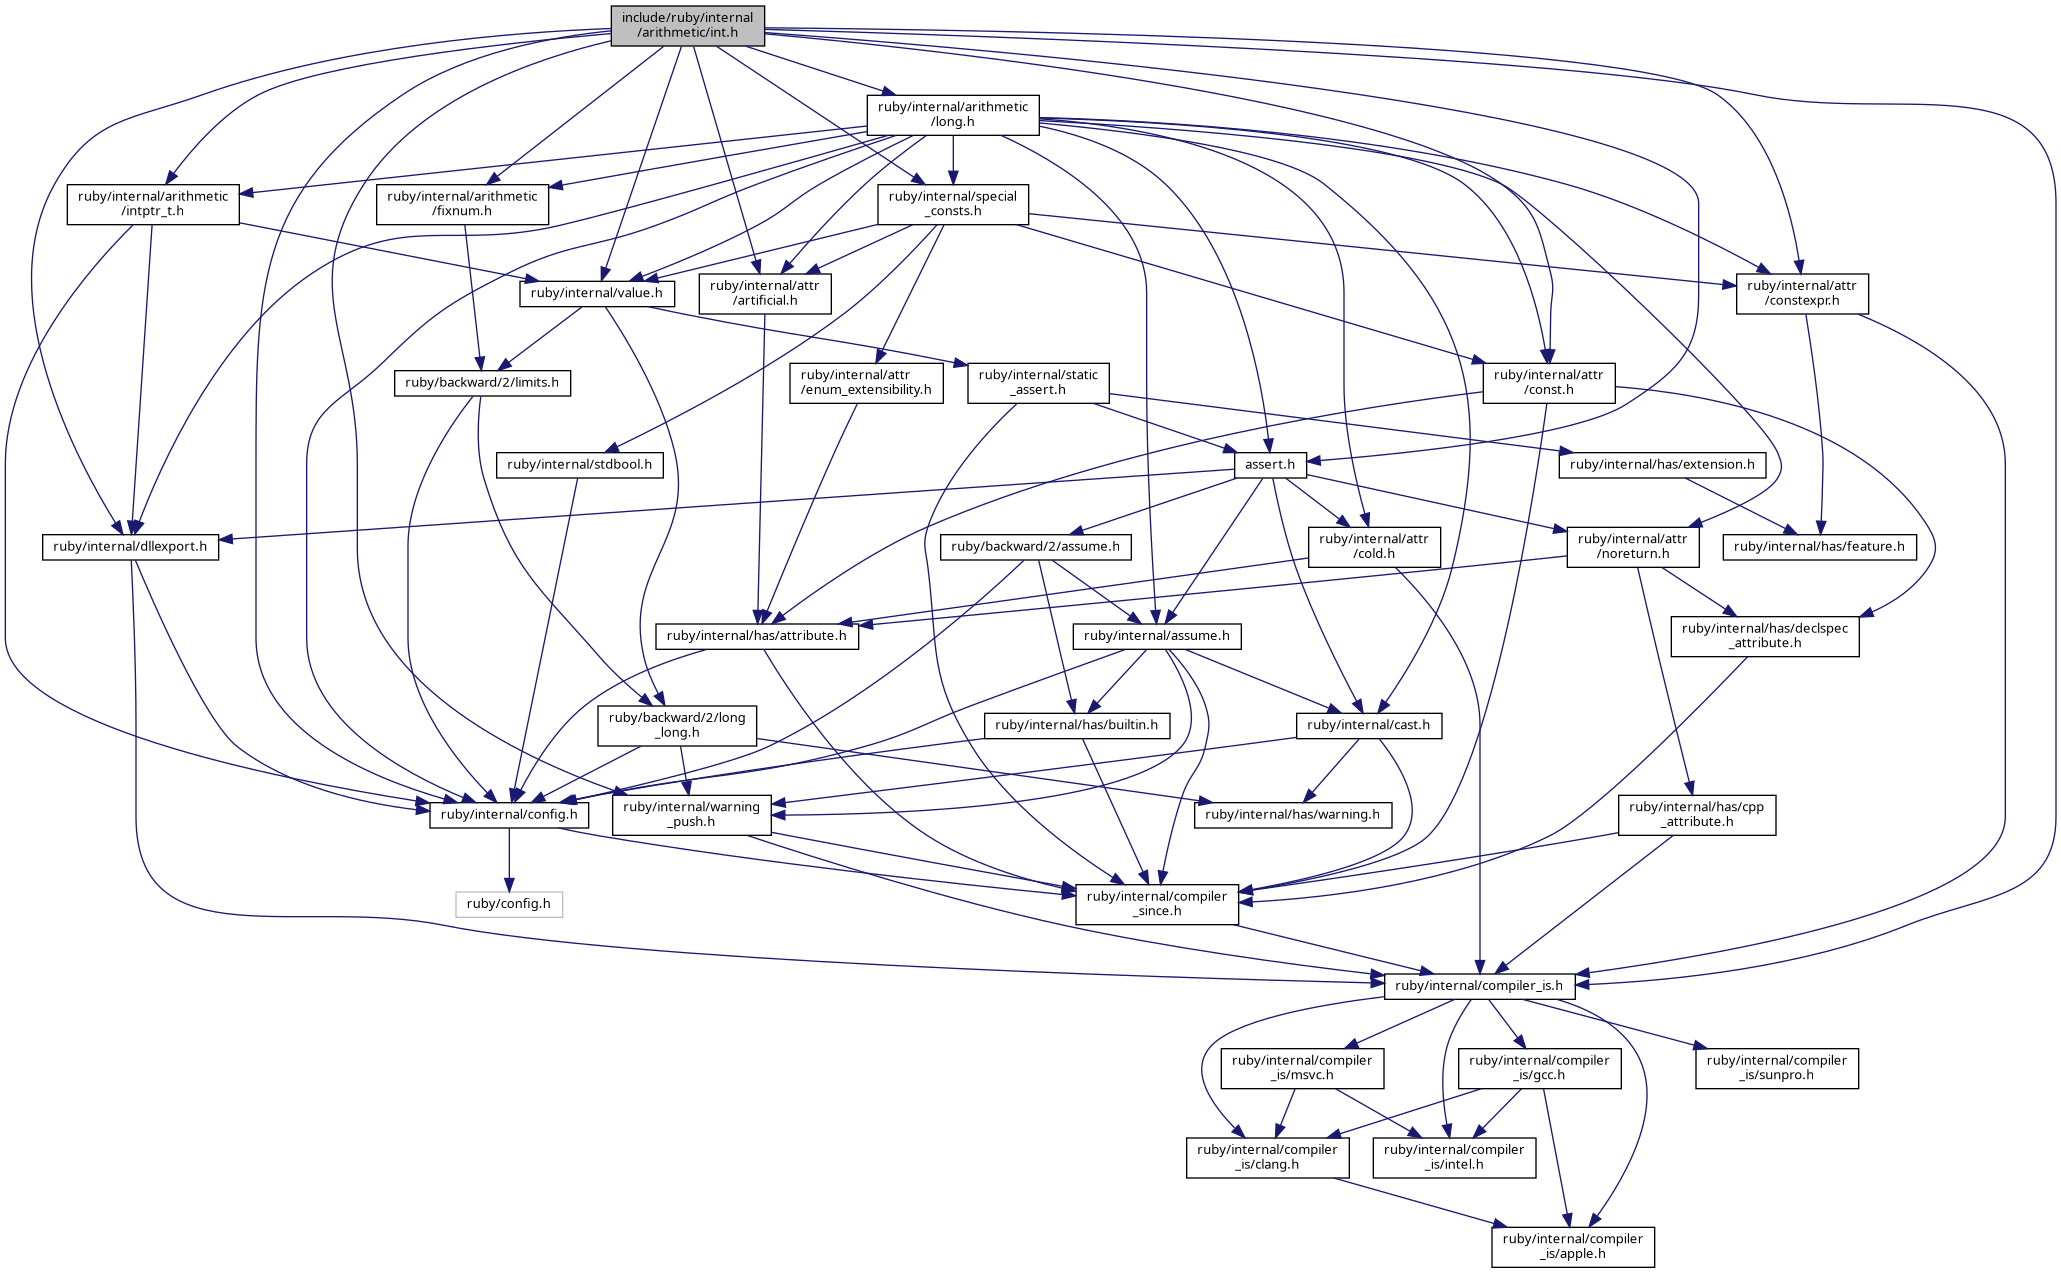 include/ruby/internal
/arithmetic/int.h
ruby/internal/arithmetic
/long.h
ruby/internal/arithmetic
/intptr_t.h
ruby/internal/arithmetic
/fixnum.h
ruby/internal/special
_consts.h
ruby/internal/value.h
ruby/internal/attr
/artificial.h
ruby/internal/attr
/constexpr.h
ruby/backward/2/limits.h
ruby/internal/attr
/enum_extensibility.h
ruby/internal/static
_assert.h
ruby/internal/attr
/const.h
ruby/internal/stdbool.h
assert.h
ruby/internal/has/extension.h
ruby/internal/dllexport.h
ruby/backward/2/assume.h
ruby/internal/attr
/cold.h
ruby/internal/attr
/noreturn.h
ruby/internal/has/feature.h
ruby/internal/has/attribute.h
ruby/internal/assume.h
ruby/internal/has/declspec
_attribute.h
ruby/backward/2/long
_long.h
ruby/internal/has/builtin.h
ruby/internal/cast.h
ruby/internal/config.h
ruby/internal/warning
_push.h
ruby/internal/has/warning.h
ruby/internal/has/cpp
_attribute.h
ruby/config.h
ruby/internal/compiler
_since.h
ruby/internal/compiler_is.h
ruby/internal/compiler
_is/msvc.h
ruby/internal/compiler
_is/gcc.h
ruby/internal/compiler
_is/sunpro.h
ruby/internal/compiler
_is/clang.h
ruby/internal/compiler
_is/intel.h
ruby/internal/compiler
_is/apple.h